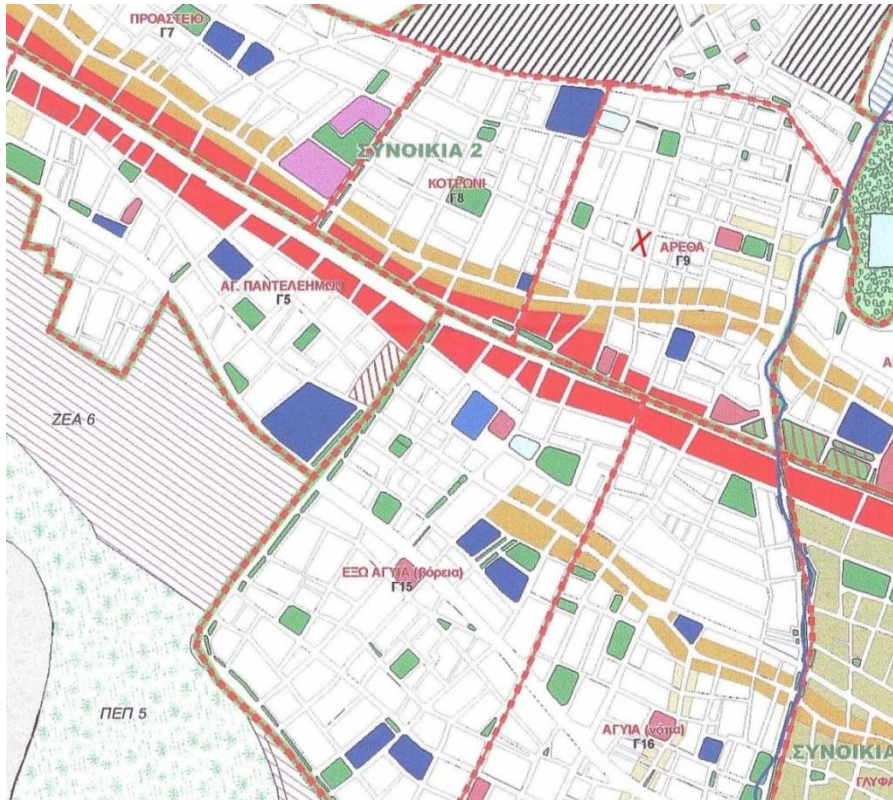 ΠΡΟΑΣΤΕΙΟ
Γ7
ΣΥΝΟΙΚΙΑ 2
ΚΟΤΡΩΝΙ
Γ8
ΑΡΕΘΑ
Γ9
ΑΓ. ΠΑΝΤΕΛΕΗΜΩΝ
Γ5
ΖΕΑ 6
ΕΞΩ ΑΓΥΙΑ (βόρεια)
Γ15
ΠΕΠ 5
ΑΓΥΙΑ (νότια)
Γ16
ΣΥΝΟΙΚΙΑ
ΓΛΥΦΑ